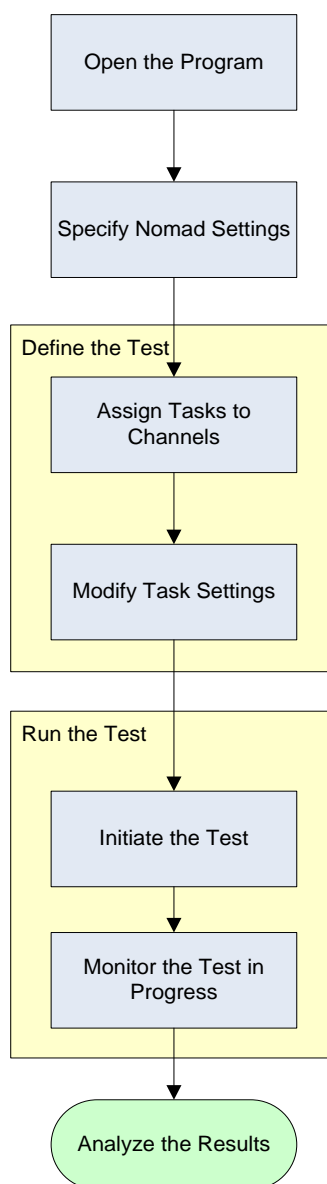 Open the Program
Specify Nomad Settings
Define the Test
Assign Tasks to
Channels
Modify Task Settings
Run the Test
Initiate the Test
Monitor the Test in
Progress
Analyze the Results